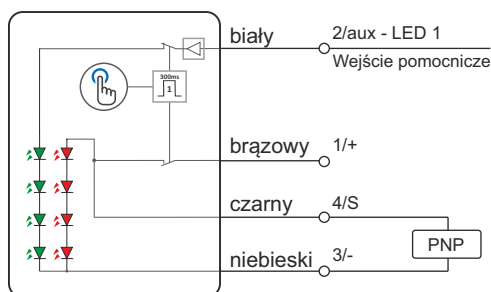 biały 2/aux - LED 1
Wejście pomocnicze
300ms
1
brązowy 1/+
czarny 4/S
PNP
niebieski 3/-